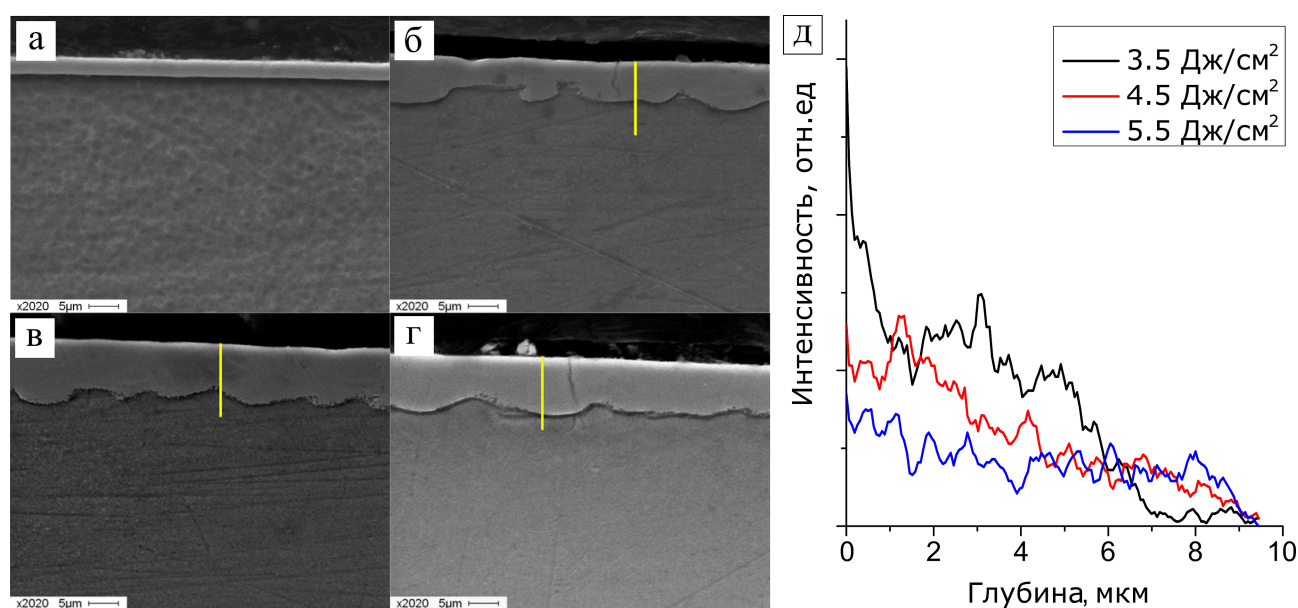 а
б
д
3.5 Дж/см²
4.5 Дж/см²
5.5 Дж/см²
Интенсивность, отн.ед
x2020 5μm
x2020 5μm
в
г
0 2 4 6 8 10
Глубина, мкм
x2020 5μm
x2020 5μm